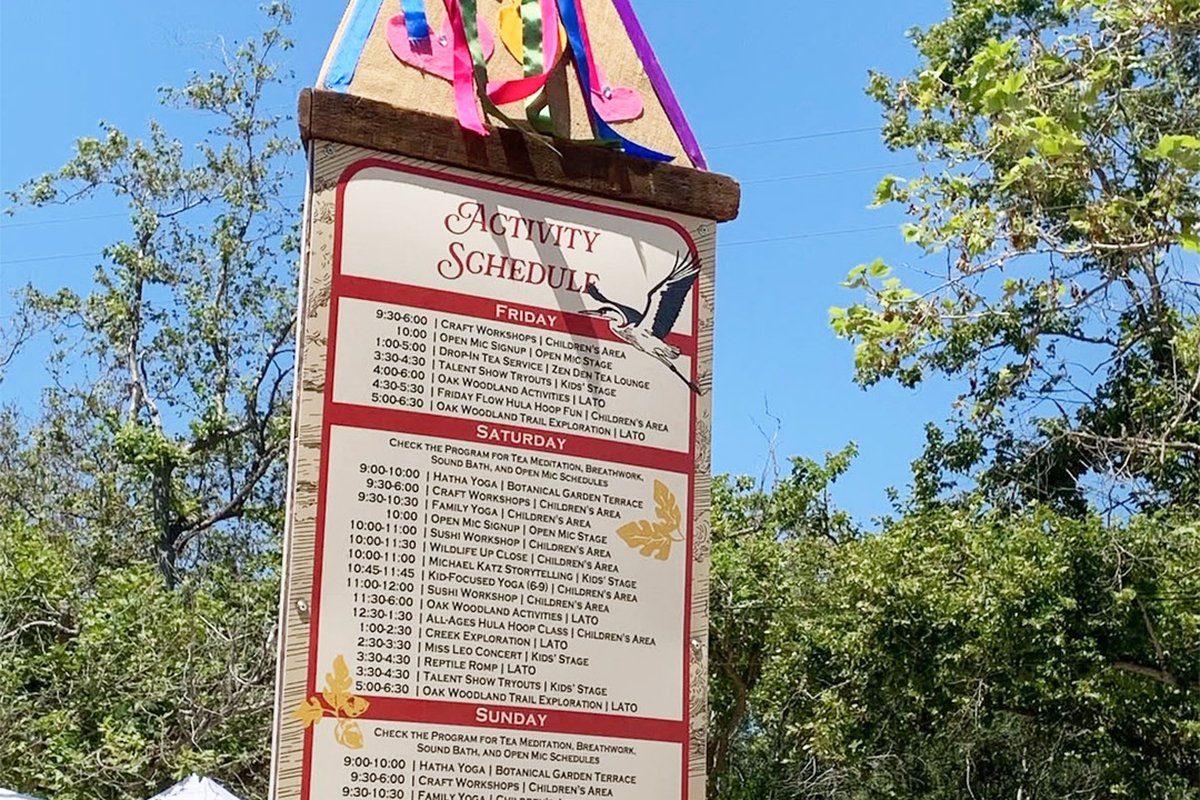 Activity
Schedule
Friday
9:30-6:00 | Craft Workshops | Children's Area
10:00 | Open Mic Signup | Open Mic Stage
1:00-5:00 | Drop-In Tea Service | Zen Den Tea Lounge
3:30-4:30 | Talent Show Tryouts | Kids' Stage
4:00-6:00 | Oak Woodland Activities | LATO
4:30-5:30 | Friday Flow Hula Hoop Fun | Children's Area
5:00-6:30 | Oak Woodland Trail Exploration | LATO
Saturday
Check the Program for Tea Meditation, Breathwork,
Sound Bath, and Open Mic Schedules
9:00-10:00 | Hatha Yoga | Botanical Garden Terrace
9:30-6:00 | Craft Workshops | Children's Area
9:30-10:30 | Family Yoga | Children's Area
10:00 | Open Mic Signup | Open Mic Stage
10:00-11:00 | Sushi Workshop | Children's Area
10:00-11:30 | Wildlife Up Close | Children's Area
10:00-11:00 | Michael Katz Storytelling | Kids' Stage
10:45-11:45 | Kid-Focused Yoga (6-9) | Children's Area
11:00-12:00 | Sushi Workshop | Children's Area
11:30-6:00 | Oak Woodland Activities | LATO
12:30-1:30 | All-Ages Hula Hoop Class | Children's Area
1:00-2:30 | Creek Exploration | LATO
2:30-3:30 | Miss Leo Concert | Kids' Stage
3:30-4:30 | Reptile Romp | LATO
3:30-4:30 | Talent Show Tryouts | Kids' Stage
5:00-6:30 | Oak Woodland Trail Exploration | LATO
Sunday
Check the Program for Tea Meditation, Breathwork,
Sound Bath, and Open Mic Schedules
9:00-10:00 | Hatha Yoga | Botanical Garden Terrace
9:30-6:00 | Craft Workshops | Children's Area
9:30-10:30 | Family Yoga | Children's Area